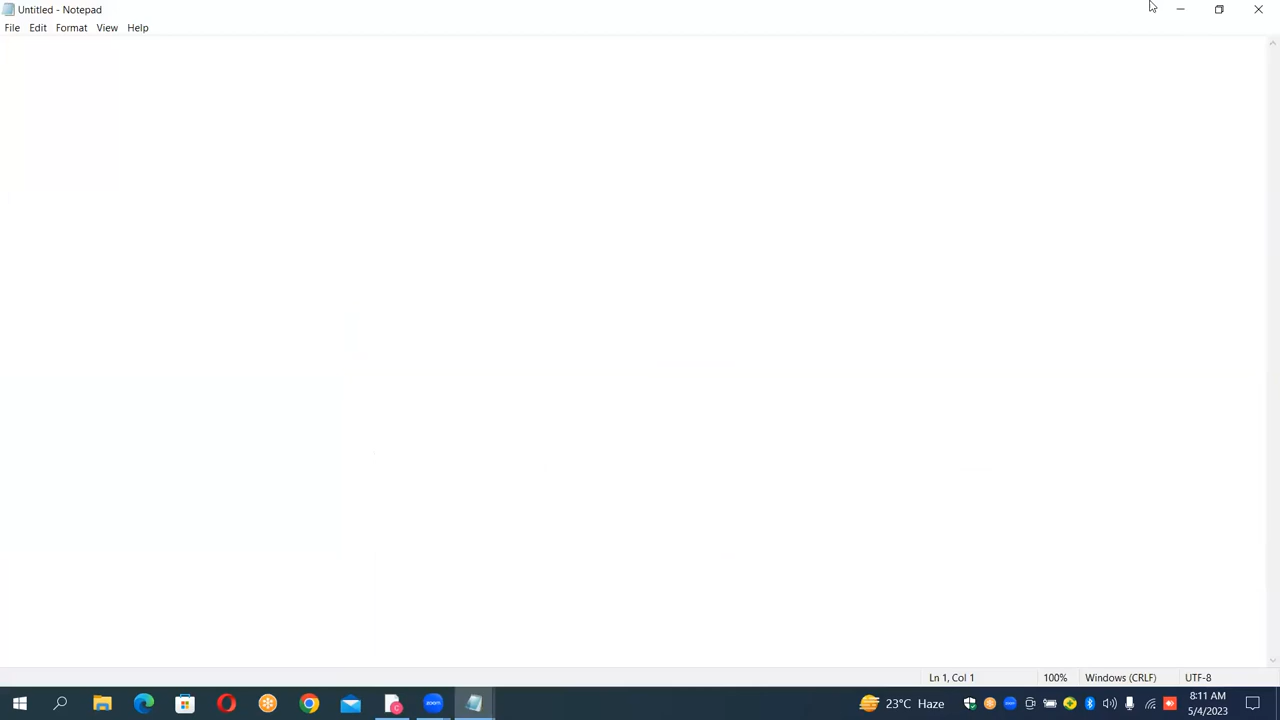 Untitled - Notepad
File Edit Format View Help
Ln 1, Col 1 100% Windows (CRLF) UTF-8
zoom 23°C Haze 8:11 AM
5/4/2023